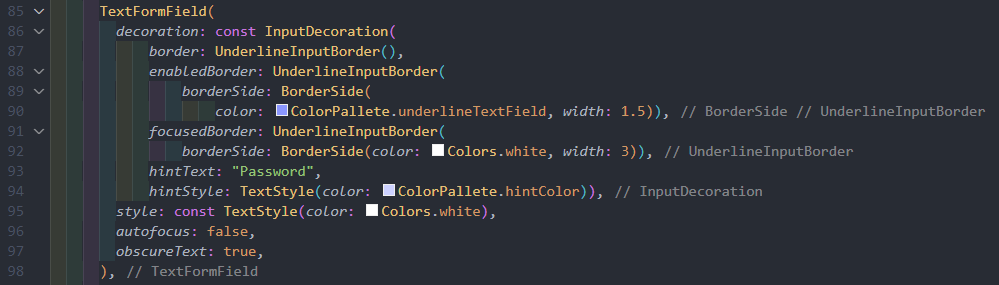 85 TextFormField(
86 decoration: const InputDecoration(
87 border: UnderlineInputBorder(),
88 enabledBorder: UnderlineInputBorder(
89 borderSide: BorderSide(
90 color: ColorPallete.underlineTextField, width: 1.5)), // BorderSide // UnderlineInputBorder
91 focusedBorder: UnderlineInputBorder(
92 borderSide: BorderSide(color: Colors.white, width: 3)), // UnderlineInputBorder
93 hintText: "Password",
94 hintStyle: TextStyle(color: ColorPallete.hintColor)), // InputDecoration
95 style: const TextStyle(color: Colors.white),
96 autofocus: false,
97 obscureText: true,
98 ), // TextFormField